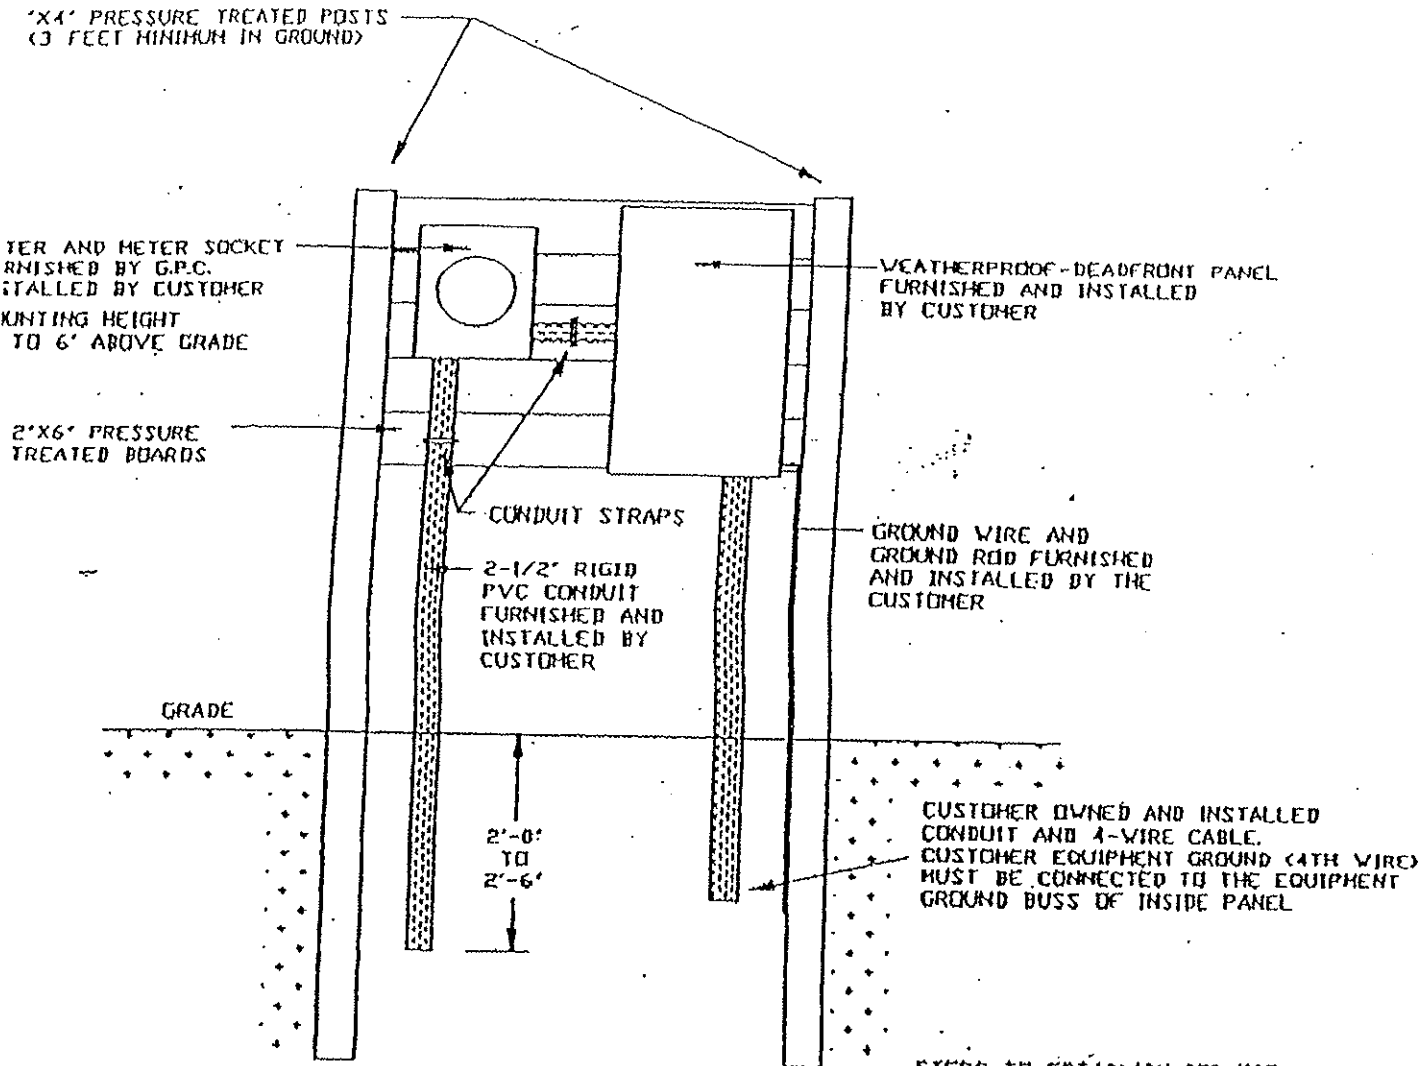 'X4' PRESSURE TREATED POSTS
(3 FEET MINIMUM IN GROUND)
TER AND METER SOCKET
RNISHED BY G.P.C.
STALLED BY CUSTOMER
OUNTING HEIGHT
TO 6' ABOVE GRADE
WEATHERPROOF-DEADFRONT PANEL
FURNISHED AND INSTALLED
BY CUSTOMER
2'X6' PRESSURE
TREATED BOARDS
CONDUIT STRAPS
GROUND WIRE AND
GROUND ROD FURNISHED
AND INSTALLED BY THE
CUSTOMER
2-1/2' RIGID
PVC CONDUIT
FURNISHED AND
INSTALLED BY
CUSTOMER
GRADE
2'-0'
TO
2'-6'
CUSTOMER OWNED AND INSTALLED
CONDUIT AND 4-WIRE CABLE.
CUSTOMER EQUIPMENT GROUND (4TH WIRE)
MUST BE CONNECTED TO THE EQUIPMENT
GROUND BUSS OF INSIDE PANEL